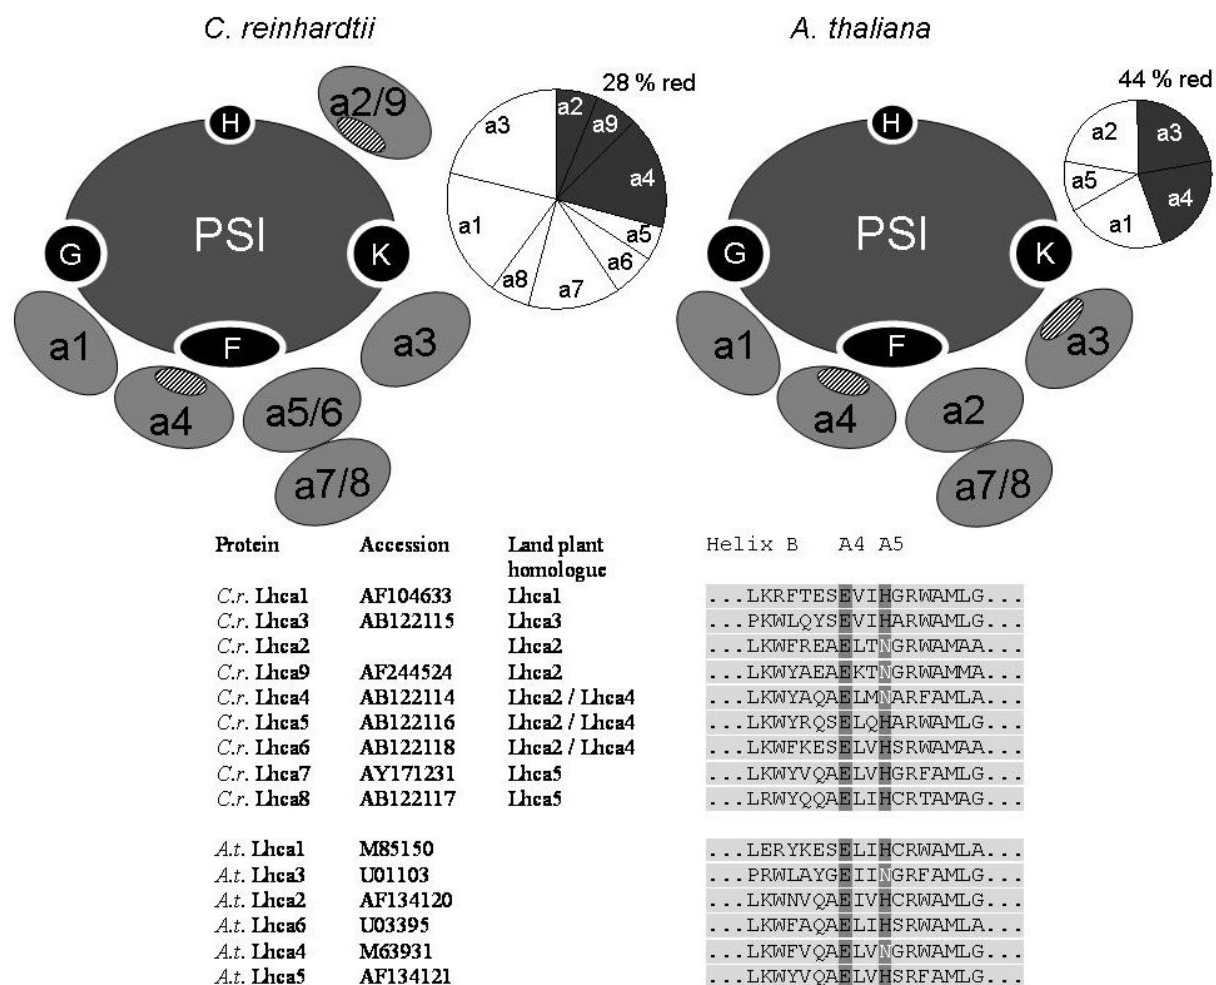 C. reinhardtii
A. thaliana
a2/9
28 % red
44 % red
H
PSI
G
K
F
a1
a4
a5/6
a7/8
a3
a3
a2
a9
a4
a5
a6
a7
a8
a1
H
PSI
G
K
F
a1
a4
a2
a7/8
a3
a2
a3
a5
a4
a1
Protein Accession Land plant homologue Helix B A4 A5
C.r. Lhca1 AF104633 Lhca1 ...LKRFTESEVIHGRWAMLG...
C.r. Lhca3 AB122115 Lhca3 ...PKWLQYSEVIHARWAMLG...
C.r. Lhca2 Lhca2 ...LKWFREAELTNGRWAMAA...
C.r. Lhca9 AF244524 Lhca2 ...LKWYAEAEKTNGRWAMMA...
C.r. Lhca4 AB122114 Lhca2 / Lhca4 ...LKWYAQAELMNARFAMLA...
C.r. Lhca5 AB122116 Lhca2 / Lhca4 ...LKWYRQSELQHARWAMLG...
C.r. Lhca6 AB122118 Lhca2 / Lhca4 ...LKWFKESELVHSRWAMAA...
C.r. Lhca7 AY171231 Lhca5 ...LKWYVQAELVHGRFAMLG...
C.r. Lhca8 AB122117 Lhca5 ...LRWYQQAELIHCRTAMAG...
A.t. Lhca1 M85150 ...LERYKESELIHCRWAMLA...
A.t. Lhca3 U01103 ...PRWLAYGEIINGRFAMLG...
A.t. Lhca2 AF134120 ...LKWNVQAEIVHCRWAMLG...
A.t. Lhca6 U03395 ...LKWFAQAELIHSRWAMLA...
A.t. Lhca4 M63931 ...LKWFVQAELVNGRWAMLG...
A.t. Lhca5 AF134121 ...LKWYVQAELVHSRFAMLG...